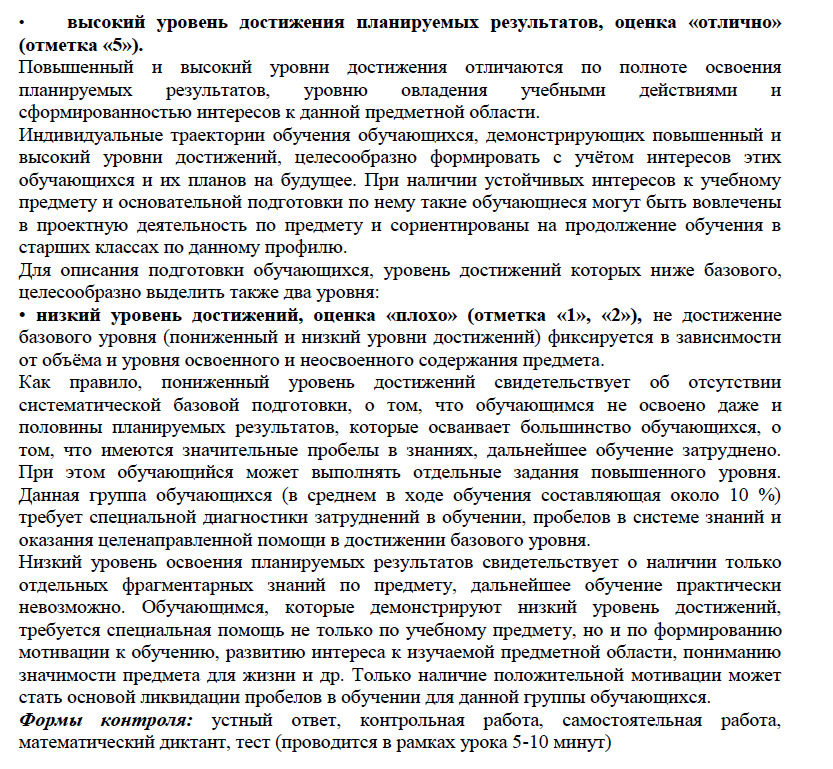 • высокий уровень достижения планируемых результатов, оценка «отлично»
(отметка «5»).
Повышенный и высокий уровни достижения отличаются по полноте освоения
планируемых результатов, уровню овладения учебными действиями и
сформированностью интересов к данной предметной области.
Индивидуальные траектории обучения обучающихся, демонстрирующих повышенный и
высокий уровни достижений, целесообразно формировать с учётом интересов этих
обучающихся и их планов на будущее. При наличии устойчивых интересов к учебному
предмету и основательной подготовки по нему такие обучающиеся могут быть вовлечены
в проектную деятельность по предмету и сориентированы на продолжение обучения в
старших классах по данному профилю.
Для описания подготовки обучающихся, уровень достижений которых ниже базового,
целесообразно выделить также два уровня:
• низкий уровень достижений, оценка «плохо» (отметка «1», «2»), не достижение
базового уровня (пониженный и низкий уровни достижений) фиксируется в зависимости
от объёма и уровня освоенного и неосвоенного содержания предмета.
Как правило, пониженный уровень достижений свидетельствует об отсутствии
систематической базовой подготовки, о том, что обучающимся не освоено даже и
половины планируемых результатов, которые осваивает большинство обучающихся, о
том, что имеются значительные пробелы в знаниях, дальнейшее обучение затруднено.
При этом обучающийся может выполнять отдельные задания повышенного уровня.
Данная группа обучающихся (в среднем в ходе обучения составляющая около 10 %)
требует специальной диагностики затруднений в обучении, пробелов в системе знаний и
оказания целенаправленной помощи в достижении базового уровня.
Низкий уровень освоения планируемых результатов свидетельствует о наличии только
отдельных фрагментарных знаний по предмету, дальнейшее обучение практически
невозможно. Обучающимся, которые демонстрируют низкий уровень достижений,
требуется специальная помощь не только по учебному предмету, но и по формированию
мотивации к обучению, развитию интереса к изучаемой предметной области, пониманию
значимости предмета для жизни и др. Только наличие положительной мотивации может
стать основой ликвидации пробелов в обучении для данной группы обучающихся.
Формы контроля: устный ответ, контрольная работа, самостоятельная работа,
математический диктант, тест (проводится в рамках урока 5-10 минут)